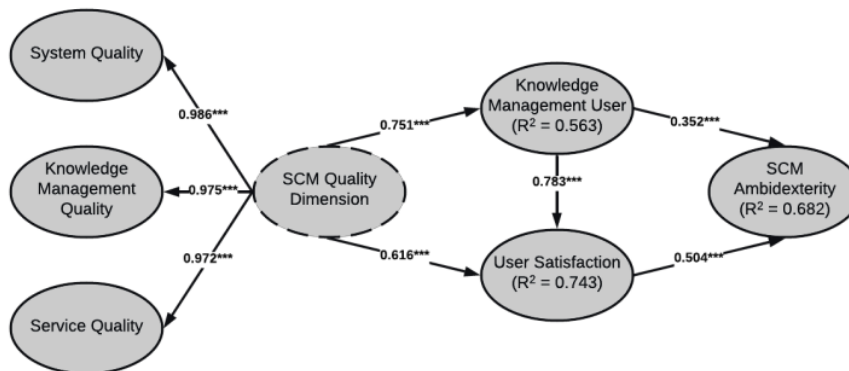 System Quality
0.986***
Knowledge
Management
Quality
0.975***
0.972***
Service Quality
SCM Quality
Dimension
0.751***
0.616***
Knowledge
Management User
(R² = 0.563)
0.783***
User Satisfaction
(R² = 0.743)
0.352***
0.504***
SCM
Ambidexterity
(R² = 0.682)